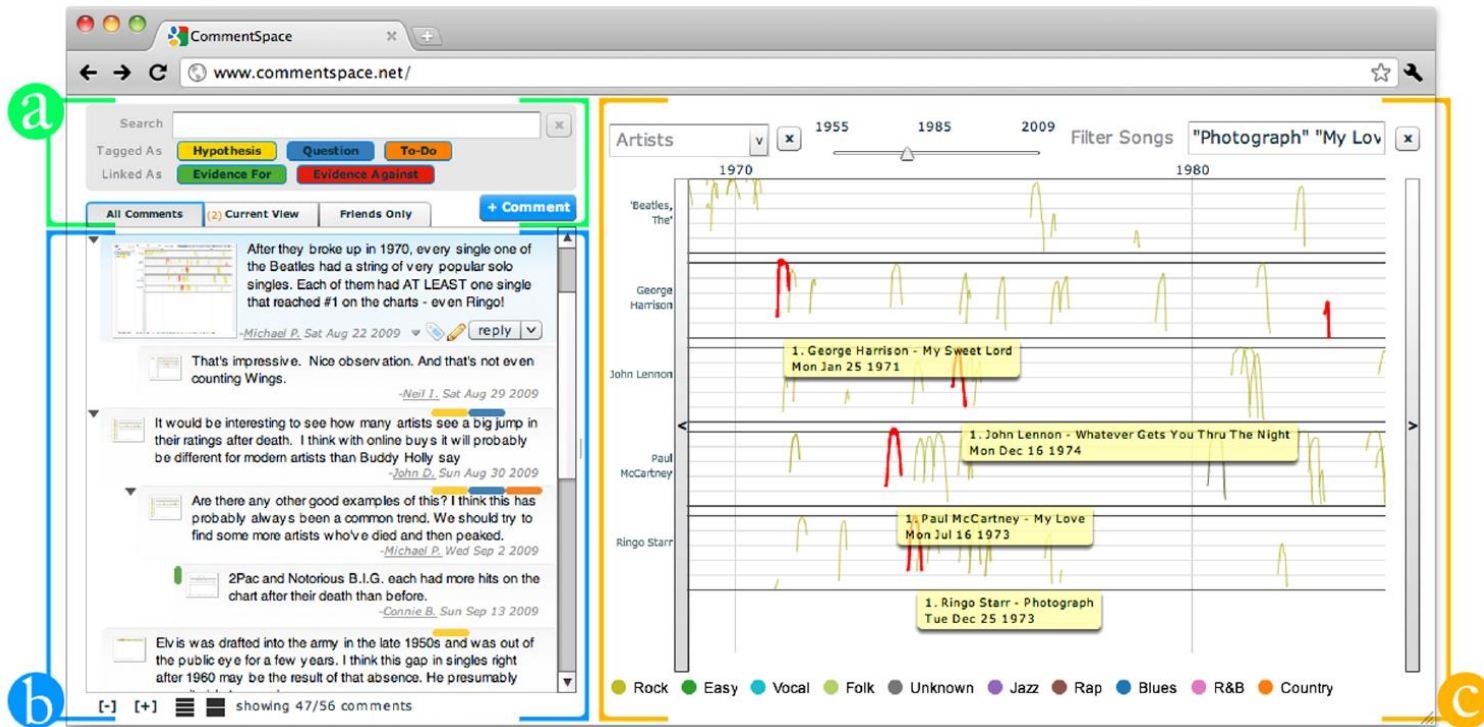 CommentSpace
www.commentspace.net/
a
Search
Tagged As Hypothesis Question To-Do
Linked As Evidence For Evidence Against
All Comments (2) Current View Friends Only + Comment
After they broke up in 1970, every single one of
the Beatles had a string of very popular solo
singles. Each of them had AT LEAST one single
that reached #1 on the charts - even Ringo!
-Michael P. Sat Aug 22 2009 reply
That's impressive. Nice observation. And that's not even
counting Wings.
-Neil I. Sat Aug 29 2009
It would be interesting to see how many artists see a big jump in
their ratings after death. I think with online buys it will probably
be different for modern artists than Buddy Holly say
-John D. Sun Aug 30 2009
Are there any other good examples of this? I think this has
probably always been a common trend. We should try to
find some more artists who've died and then peaked.
-Michael P. Wed Sep 2 2009
2Pac and Notorious B.I.G. each had more hits on the
chart after their death than before.
-Connie B. Sun Sep 13 2009
Elvis was drafted into the army in the late 1950s and was out of
the public eye for a few years. I think this gap in singles right
after 1960 may be the result of that absence. He presumably
b
[-] [+] showing 47/56 comments
Artists v x 1955 1985 2009 Filter Songs "Photograph" "My Lov x
1970 1980
'Beatles,
The'
George
Harrison
1. George Harrison - My Sweet Lord
Mon Jan 25 1971
John Lennon
< >
1. John Lennon - Whatever Gets You Thru The Night
Mon Dec 16 1974
Paul
McCartney
1. Paul McCartney - My Love
Mon Jul 16 1973
Ringo Starr
1. Ringo Starr - Photograph
Tue Dec 25 1973
Rock Easy Vocal Folk Unknown Jazz Rap Blues R&B Country
c